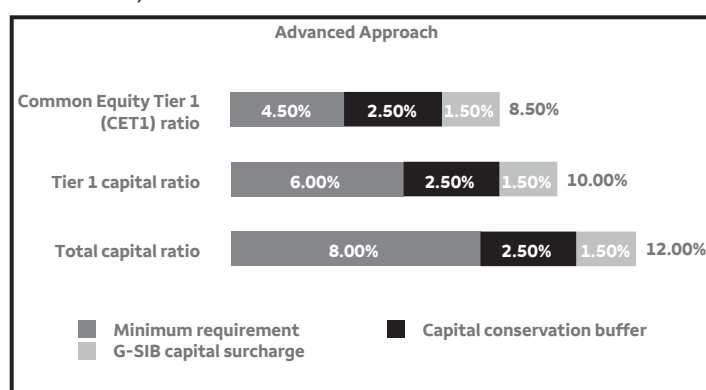 Advanced Approach
Common Equity Tier 1
(CET1) ratio
4.50% 2.50% 1.50% 8.50%
Tier 1 capital ratio 6.00% 2.50% 1.50% 10.00%
Total capital ratio 8.00% 2.50% 1.50% 12.00%
Minimum requirement Capital conservation buffer
G-SIB capital surcharge